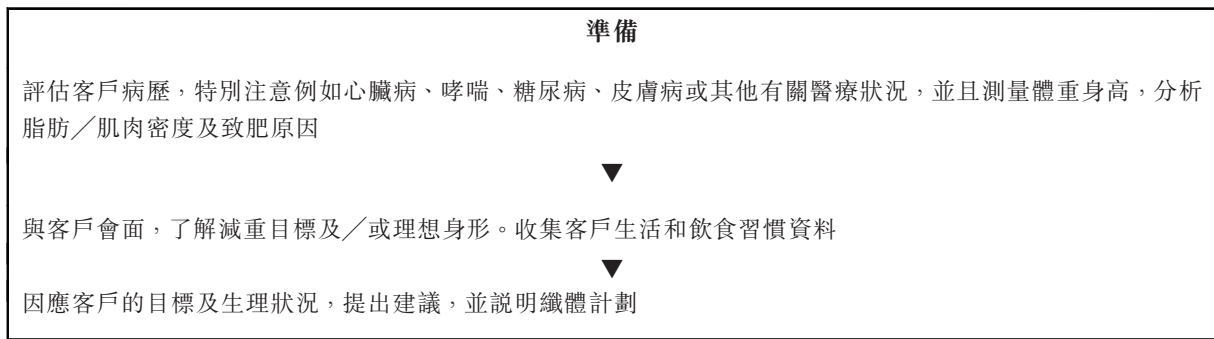 準備
評估客戶病歷，特別注意例如心臟病、哮喘、糖尿病、皮膚病或其他有關醫療狀況，並且測量體重身高，分析
脂肪／肌肉密度及致肥原因
▼
與客戶會面，了解減重目標及／或理想身形。收集客戶生活和飲食習慣資料
▼
因應客戶的目標及生理狀況，提出建議，並說明纖體計劃